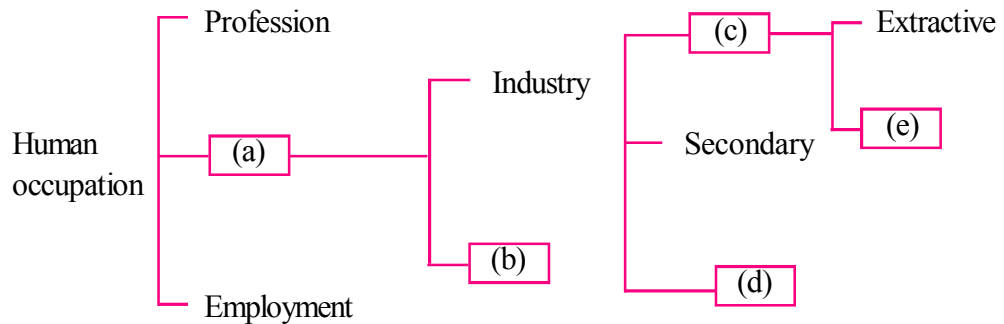 Profession
(c)
Extractive
Industry
(e)
Human
occupation
(a)
Secondary
(b)
(d)
Employment